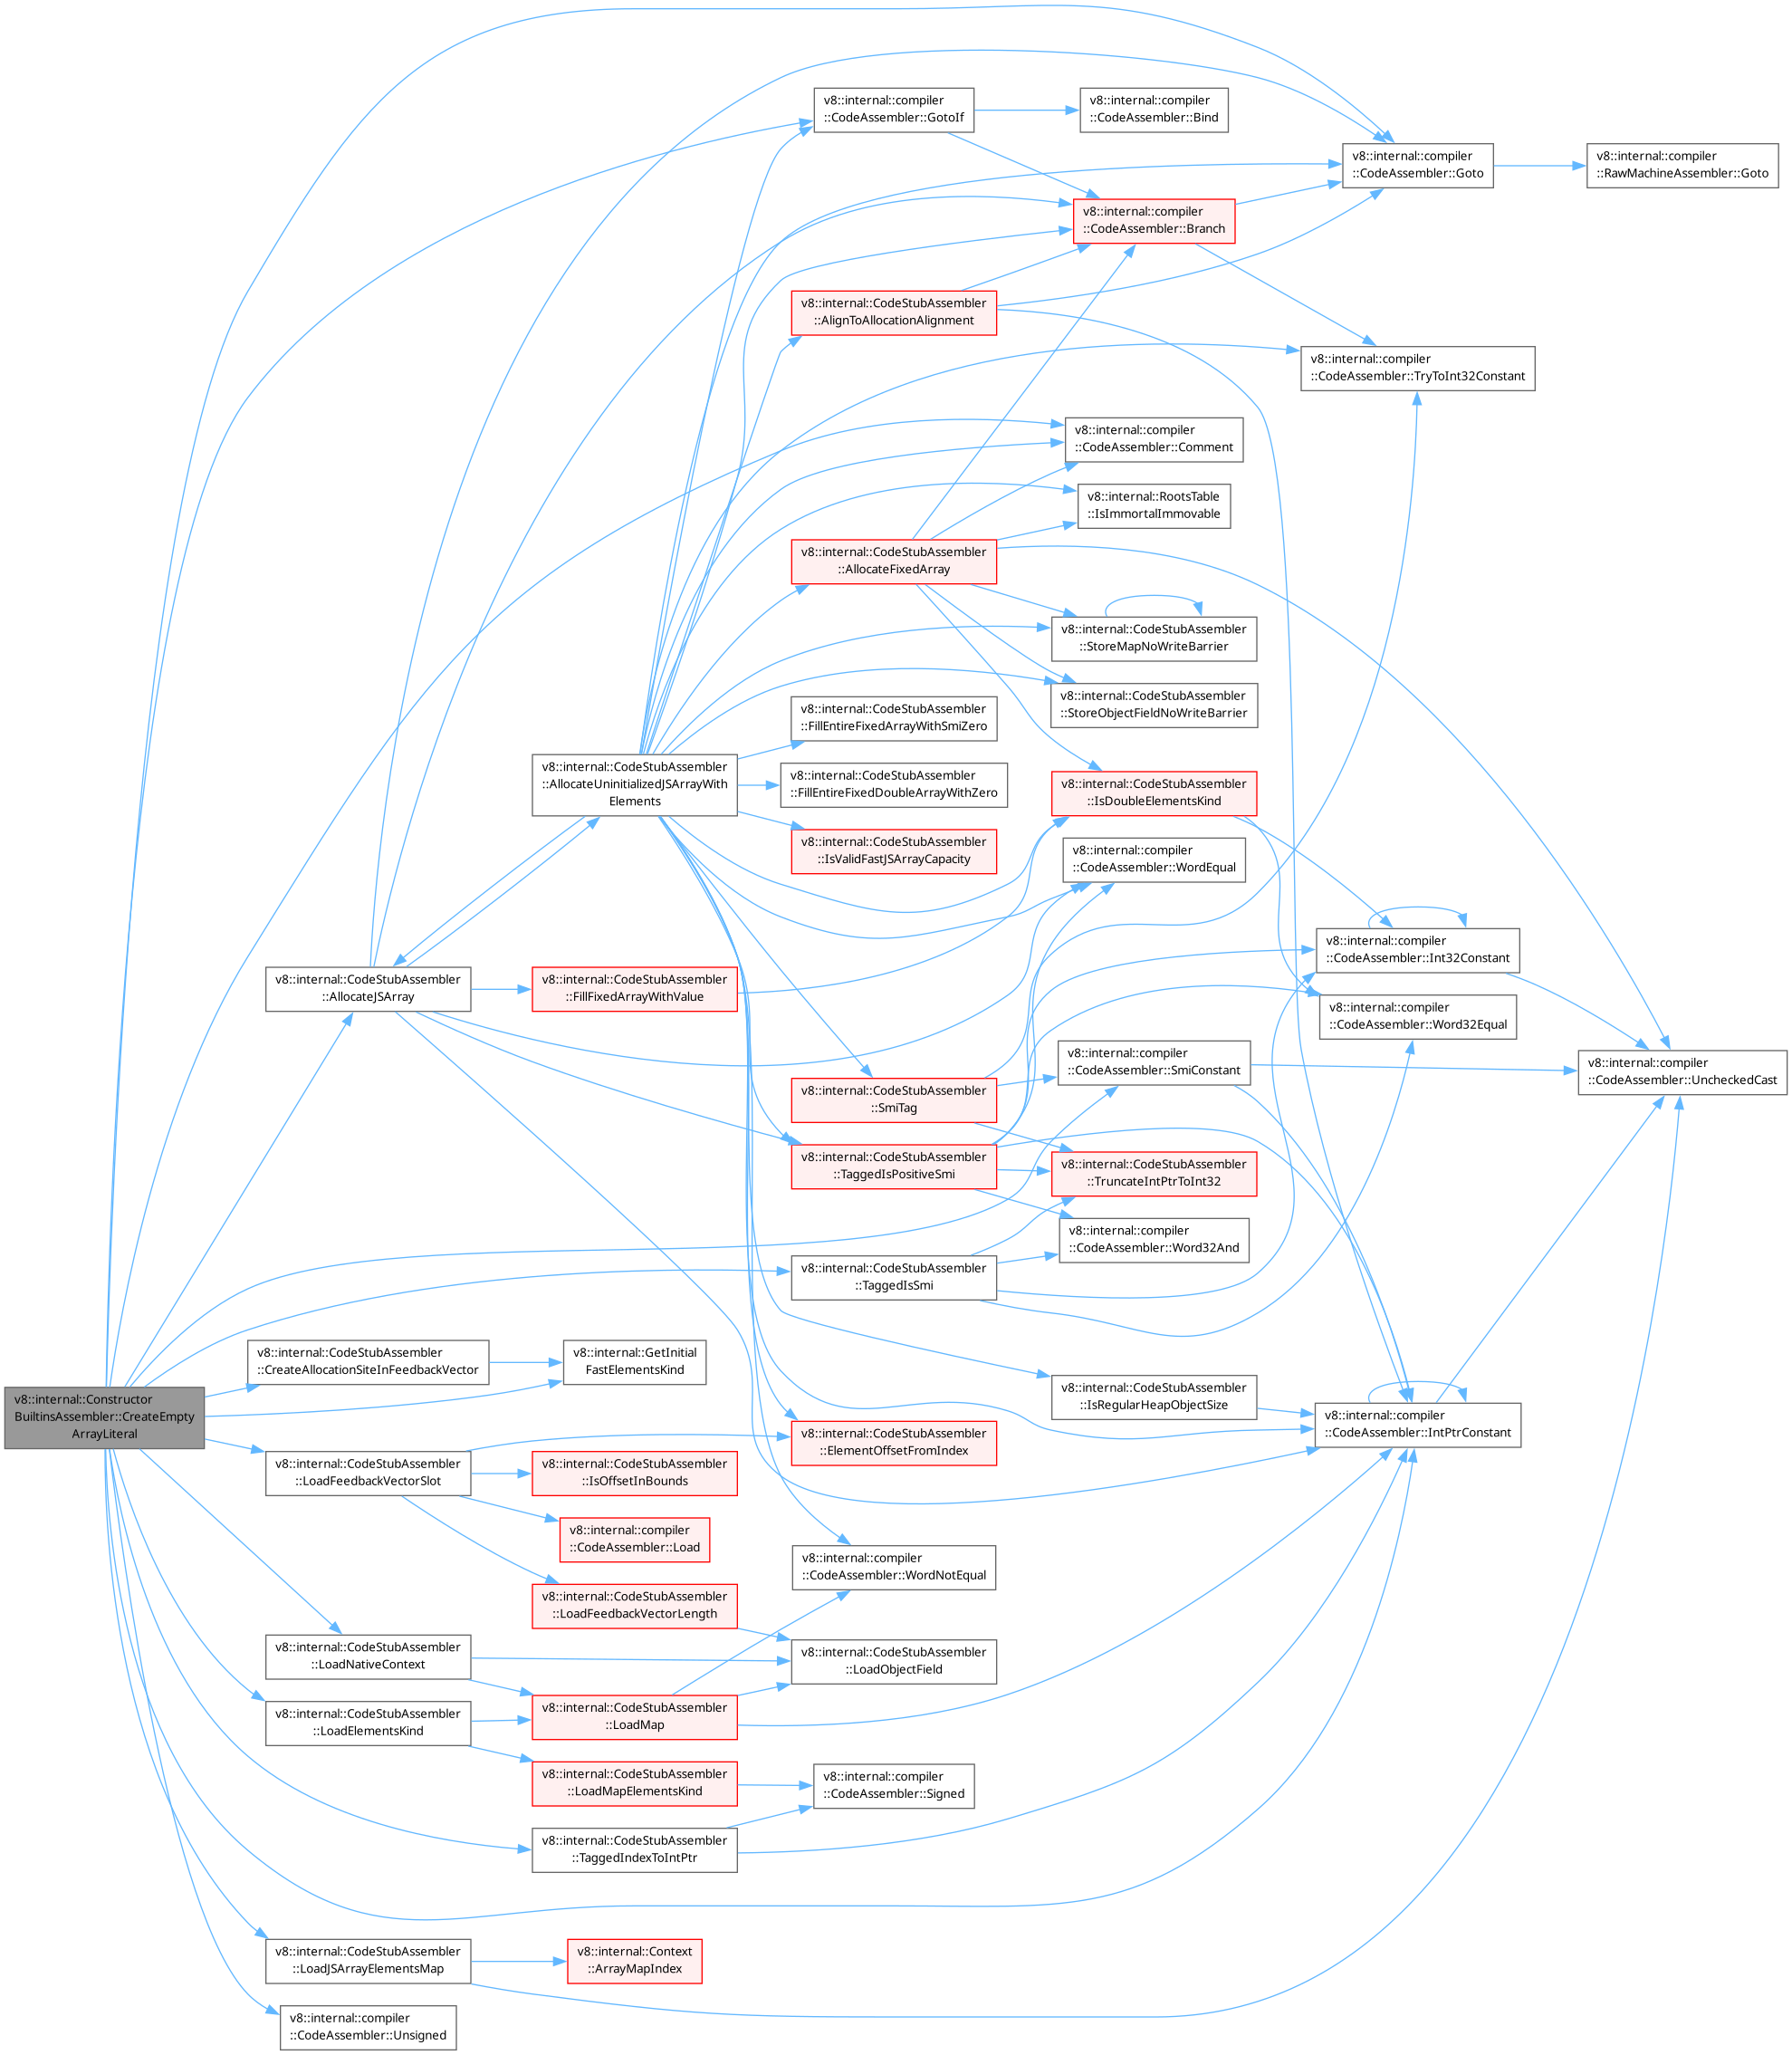 v8::internal::compiler
::CodeAssembler::GotoIf
v8::internal::compiler
::CodeAssembler::Bind
v8::internal::compiler
::CodeAssembler::Goto
v8::internal::compiler
::RawMachineAssembler::Goto
v8::internal::compiler
::CodeAssembler::Branch
v8::internal::CodeStubAssembler
::AlignToAllocationAlignment
v8::internal::compiler
::CodeAssembler::TryToInt32Constant
v8::internal::compiler
::CodeAssembler::Comment
v8::internal::RootsTable
::IsImmortalImmovable
v8::internal::CodeStubAssembler
::AllocateFixedArray
v8::internal::CodeStubAssembler
::StoreMapNoWriteBarrier
v8::internal::CodeStubAssembler
::StoreObjectFieldNoWriteBarrier
v8::internal::CodeStubAssembler
::FillEntireFixedArrayWithSmiZero
v8::internal::CodeStubAssembler
::AllocateUninitializedJSArrayWith
Elements
v8::internal::CodeStubAssembler
::FillEntireFixedDoubleArrayWithZero
v8::internal::CodeStubAssembler
::IsDoubleElementsKind
v8::internal::CodeStubAssembler
::IsValidFastJSArrayCapacity
v8::internal::compiler
::CodeAssembler::WordEqual
v8::internal::compiler
::CodeAssembler::Int32Constant
v8::internal::CodeStubAssembler
::AllocateJSArray
v8::internal::CodeStubAssembler
::FillFixedArrayWithValue
v8::internal::compiler
::CodeAssembler::Word32Equal
v8::internal::compiler
::CodeAssembler::SmiConstant
v8::internal::compiler
::CodeAssembler::UncheckedCast
v8::internal::CodeStubAssembler
::SmiTag
v8::internal::CodeStubAssembler
::TaggedIsPositiveSmi
v8::internal::CodeStubAssembler
::TruncateIntPtrToInt32
v8::internal::compiler
::CodeAssembler::Word32And
v8::internal::CodeStubAssembler
::TaggedIsSmi
v8::internal::CodeStubAssembler
::CreateAllocationSiteInFeedbackVector
v8::internal::GetInitial
FastElementsKind
v8::internal::CodeStubAssembler
::IsRegularHeapObjectSize
v8::internal::Constructor
BuiltinsAssembler::CreateEmpty
ArrayLiteral
v8::internal::compiler
::CodeAssembler::IntPtrConstant
v8::internal::CodeStubAssembler
::ElementOffsetFromIndex
v8::internal::CodeStubAssembler
::LoadFeedbackVectorSlot
v8::internal::CodeStubAssembler
::IsOffsetInBounds
v8::internal::compiler
::CodeAssembler::Load
v8::internal::compiler
::CodeAssembler::WordNotEqual
v8::internal::CodeStubAssembler
::LoadFeedbackVectorLength
v8::internal::CodeStubAssembler
::LoadNativeContext
v8::internal::CodeStubAssembler
::LoadObjectField
v8::internal::CodeStubAssembler
::LoadElementsKind
v8::internal::CodeStubAssembler
::LoadMap
v8::internal::CodeStubAssembler
::LoadMapElementsKind
v8::internal::compiler
::CodeAssembler::Signed
v8::internal::CodeStubAssembler
::TaggedIndexToIntPtr
v8::internal::CodeStubAssembler
::LoadJSArrayElementsMap
v8::internal::Context
::ArrayMapIndex
v8::internal::compiler
::CodeAssembler::Unsigned